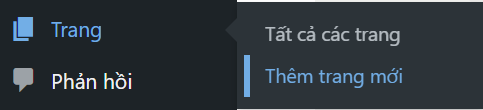 Trang
Phản hồi
Tất cả các trang
Thêm trang mới